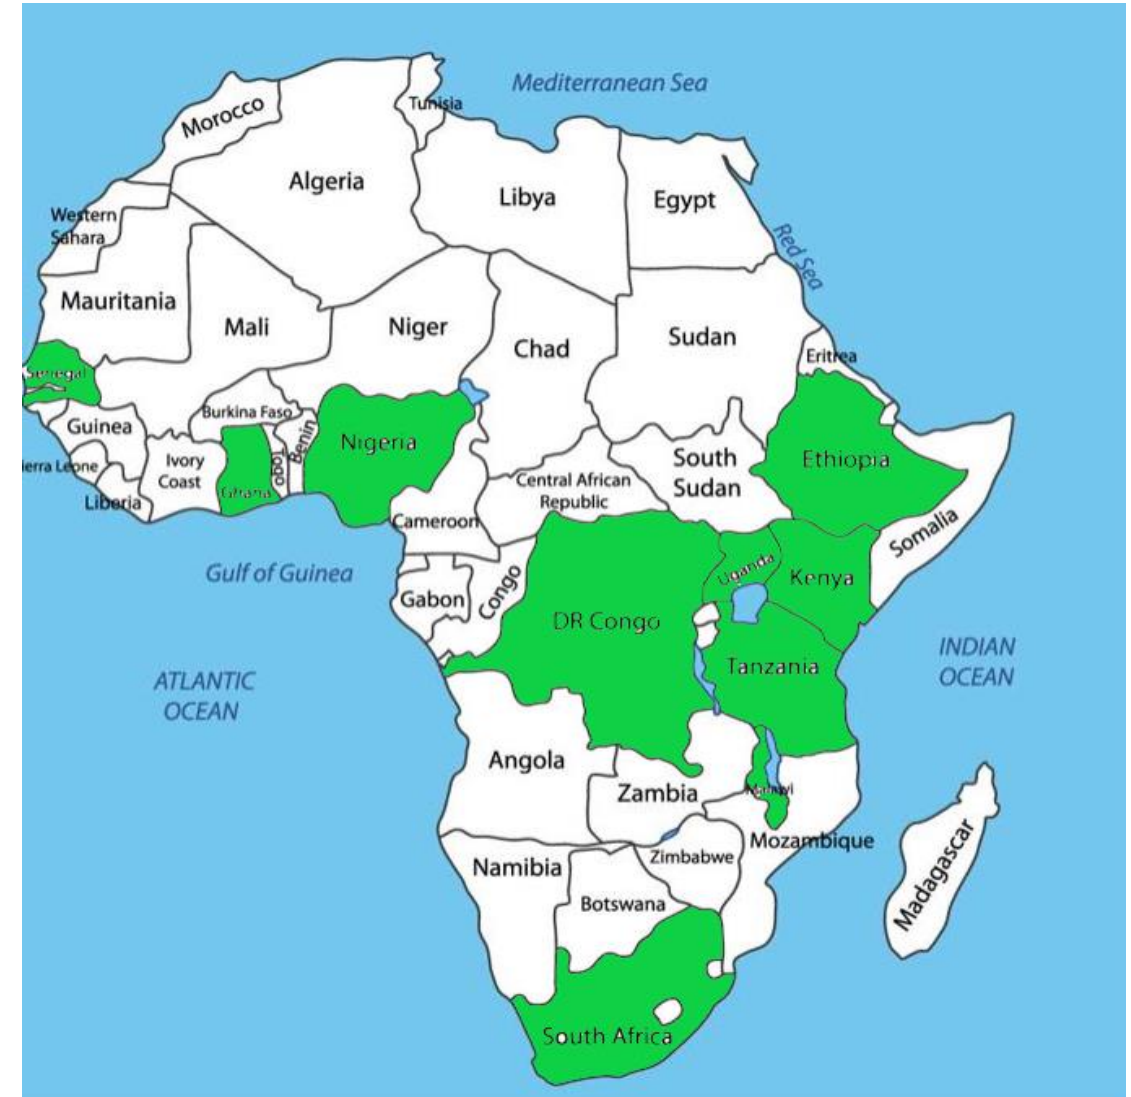 Mediterranean Sea
Tunisia
Morocco
Algeria
Libya
Egypt
Western
Sahara
Red Sea
Mauritania
Mali
Niger
Chad
Sudan
Eritrea
Senegal
Burkina Faso
Guinea
Benin
Nigeria
Togo
Ivory
Coast
Ghana
South
Sudan
Ethiopia
ierra Leone
Liberia
Central African
Republic
Cameroon
Somalia
Gulf of Guinea
Gabon
Congo
DR Congo
Uganda
Kenya
Tanzania
INDIAN
OCEAN
ATLANTIC
OCEAN
Angola
Zambia
Malawi
Mozambique
Namibia
Zimbabwe
Botswana
Madagascar
South Africa